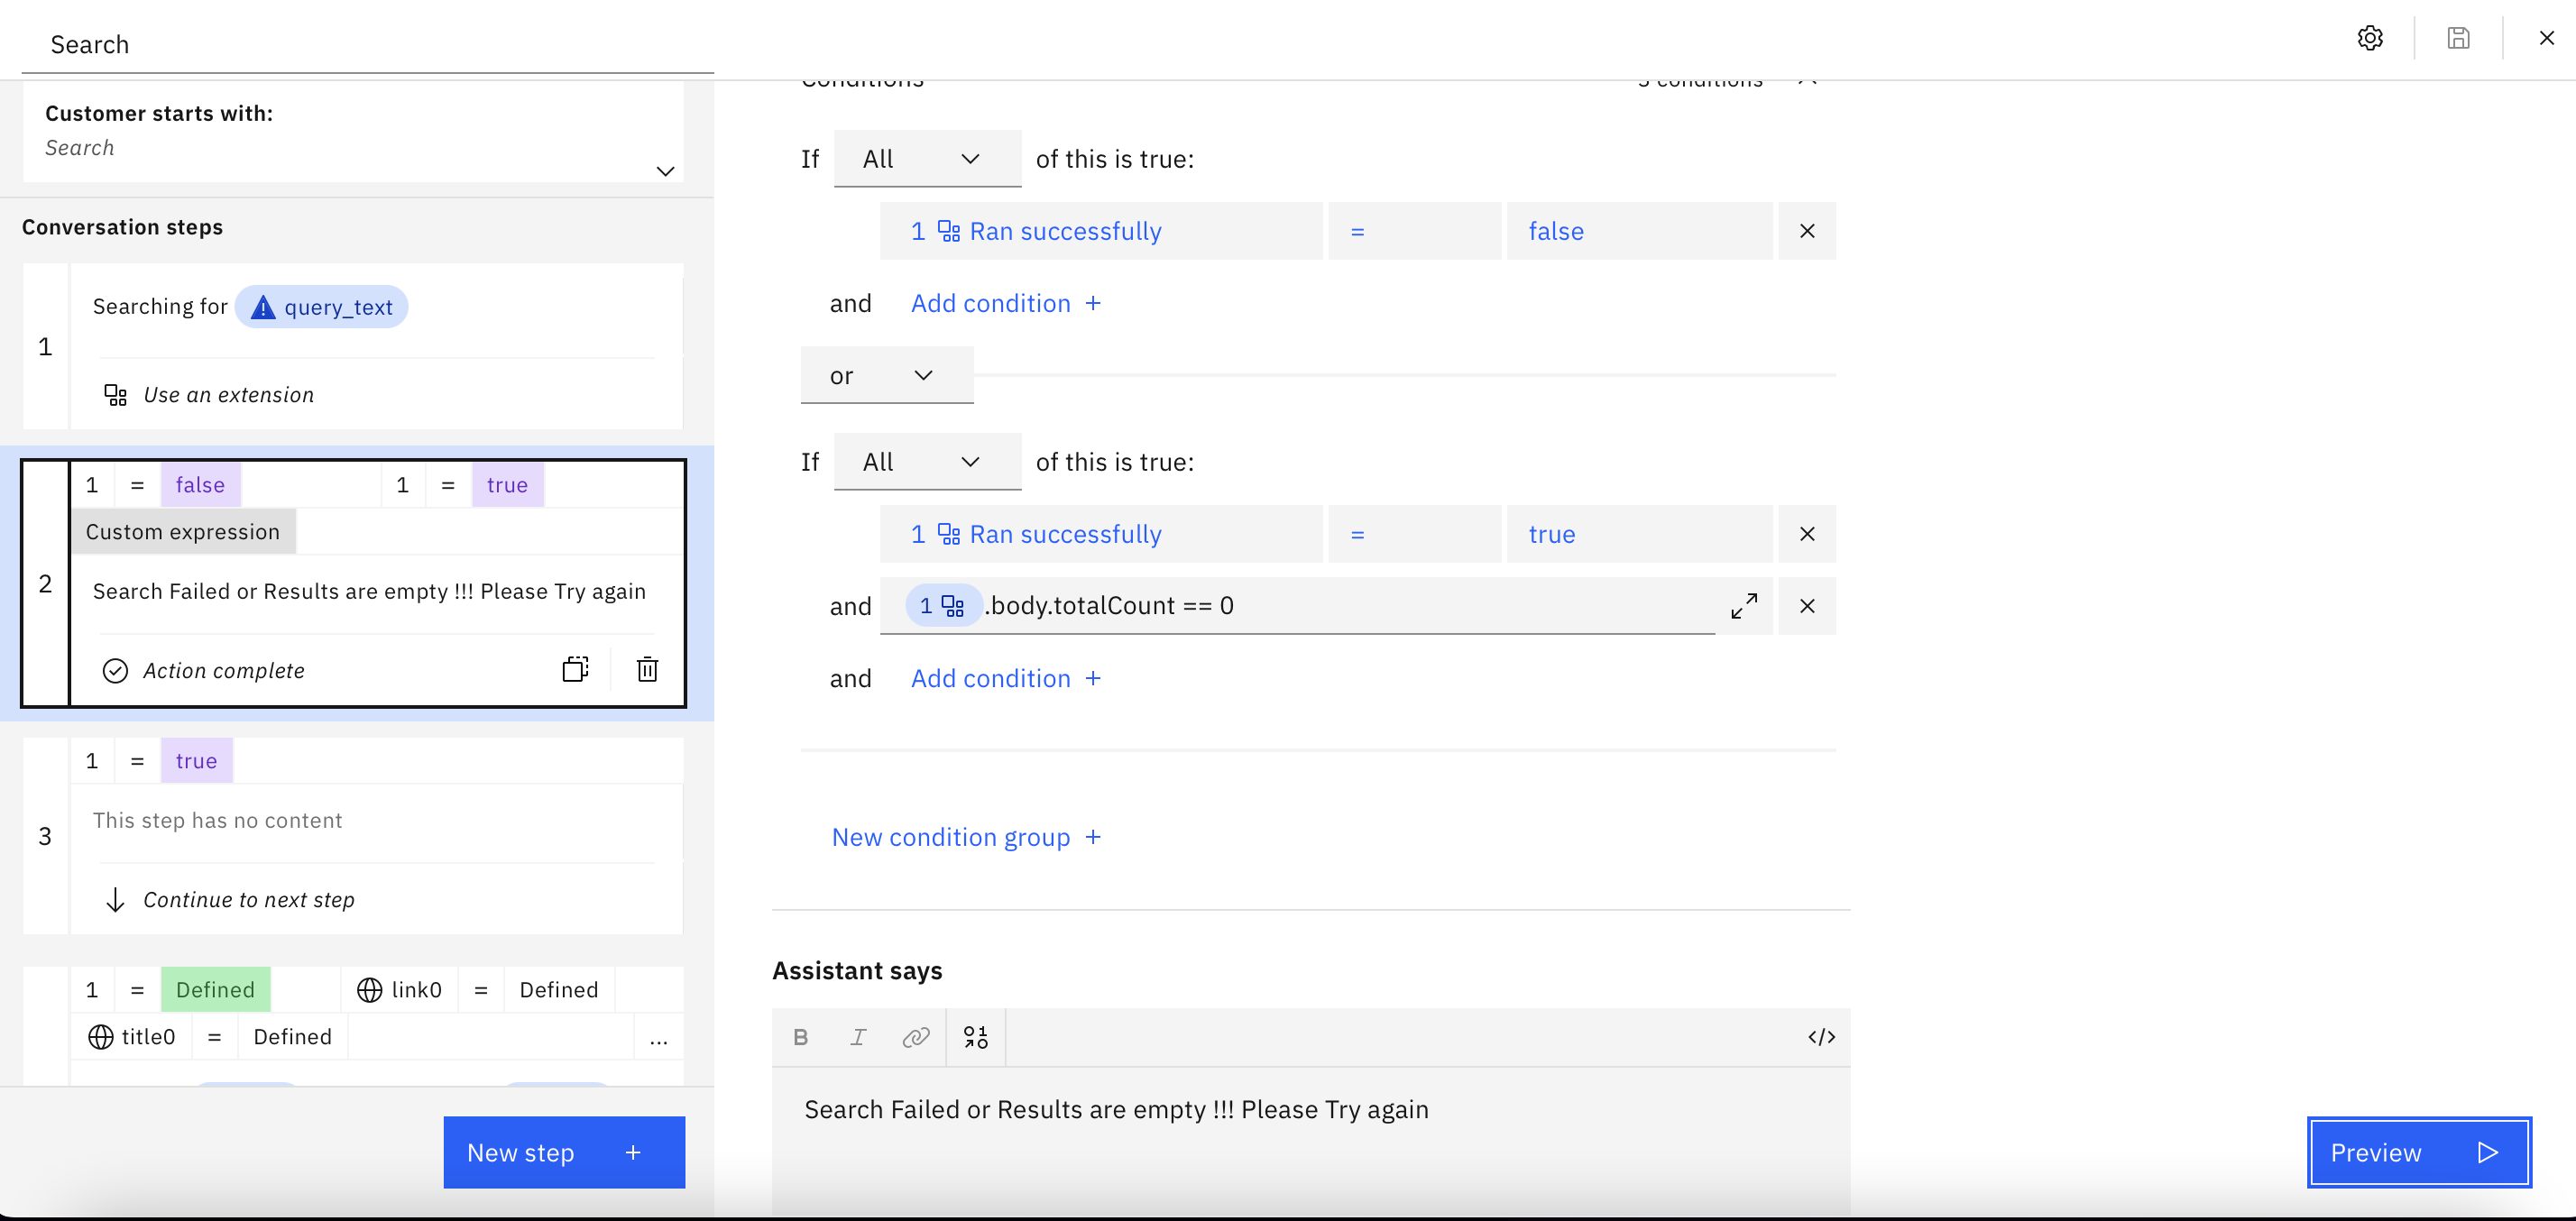 Search
Customer starts with:
Search
Conversation steps
1
Searching for query_text
Use an extension
2
1 = false 1 = true
Custom expression
Search Failed or Results are empty !!! Please Try again
Action complete
3
1 = true
This step has no content
Continue to next step
1 = Defined link0 = Defined
title0 = Defined ...
New step +
Conditions 3 conditions
If All of this is true:
1 Ran successfully = false
and Add condition +
or
If All of this is true:
1 Ran successfully = true
and 1 .body.totalCount == 0
and Add condition +
New condition group +
Assistant says
B I </>
Search Failed or Results are empty !!! Please Try again
Preview